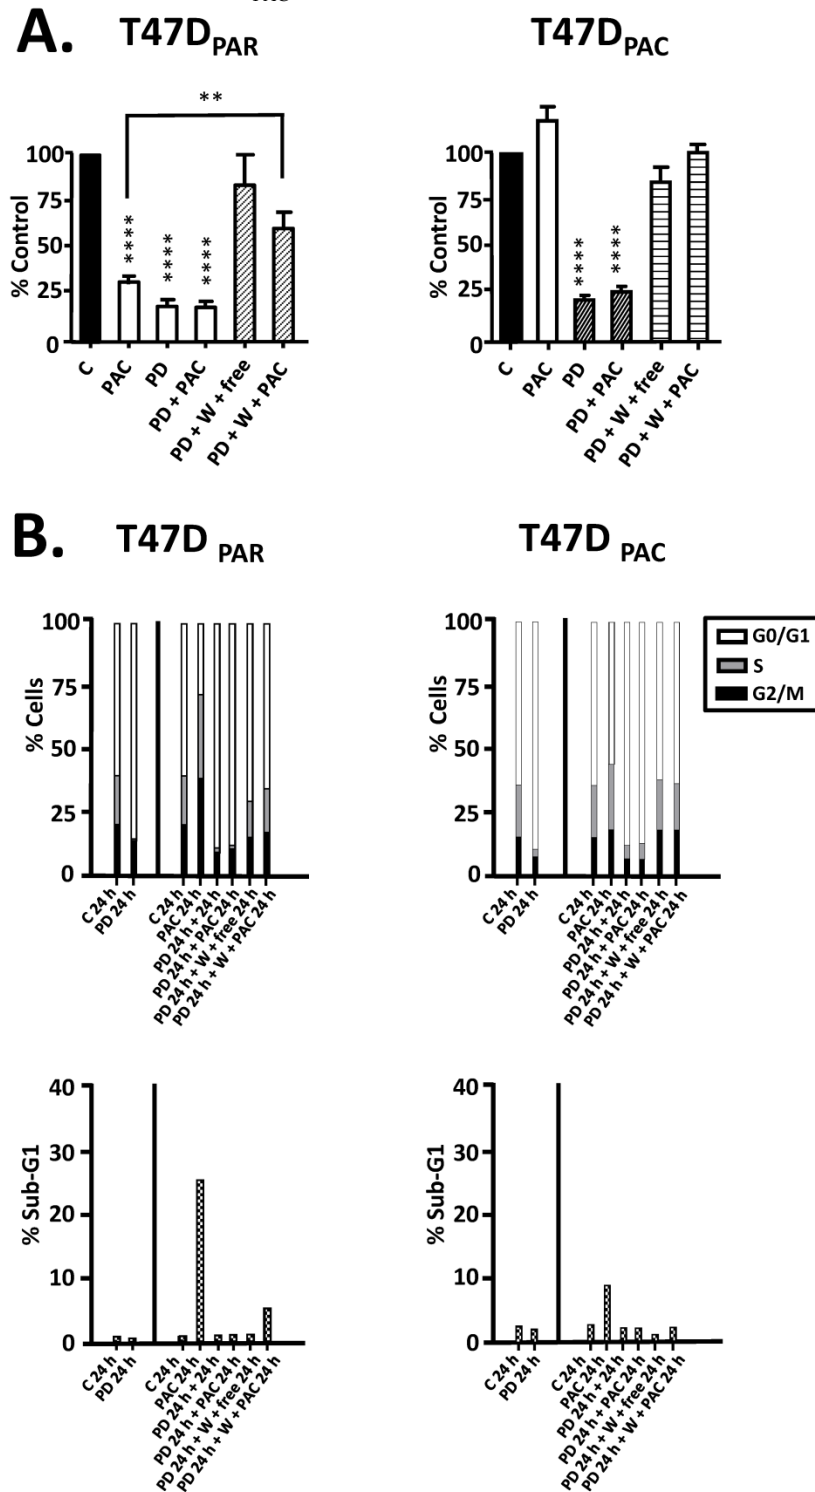 A. T47DPAR T47DPAC
**
100
75
50
25
0
% Control
****
****
****
C
PAC
PD
PD + PAC
PD + W + free
PD + W + PAC
100
75
50
25
0
% Control
****
****
C
PAC
PD
PD + PAC
PD + W + free
PD + W + PAC
B. T47D PAR T47D PAC
100
75
50
25
0
% Cells
C 24 h
PD 24 h
C 24 h
PAC 24 h
PD 24 h + 24 h
PD 24 h + PAC 24 h
PD 24 h + W + free 24 h
PD 24 h + W + PAC 24 h
100
75
50
25
0
% Cells
C 24 h
PD 24 h
C 24 h
PAC 24 h
PD 24 h + 24 h
PD 24 h + PAC 24 h
PD 24 h + W + free 24 h
PD 24 h + W + PAC 24 h
G0/G1
S
G2/M
40
30
20
10
0
% Sub-G1
C 24 h
PD 24 h
C 24 h
PAC 24 h
PD 24 h + 24 h
PD 24 h + PAC 24 h
PD 24 h + W + free 24 h
PD 24 h + W + PAC 24 h
40
30
20
10
0
% Sub-G1
C 24 h
PD 24 h
C 24 h
PAC 24 h
PD 24 h + 24 h
PD 24 h + PAC 24 h
PD 24 h + W + free 24 h
PD 24 h + W + PAC 24 h